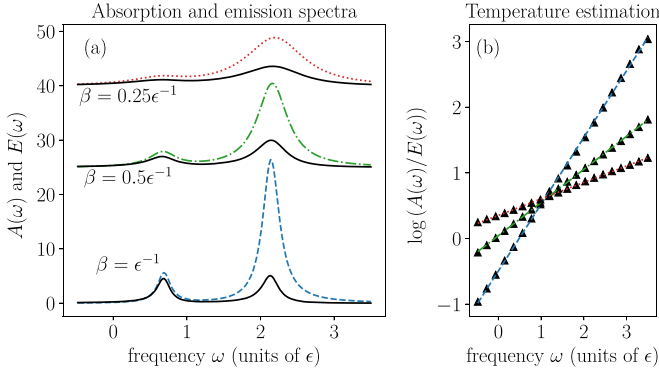 Absorption and emission spectra
(a)
50
40
30
20
10
0
A(ω) and E(ω)
β = 0.25ϵ⁻¹
β = 0.5ϵ⁻¹
β = ϵ⁻¹
0 1 2 3
frequency ω (units of ϵ)
Temperature estimation
(b)
3
2
1
0
−1
log (A(ω)/E(ω))
0 1 2 3
frequency ω (units of ϵ)